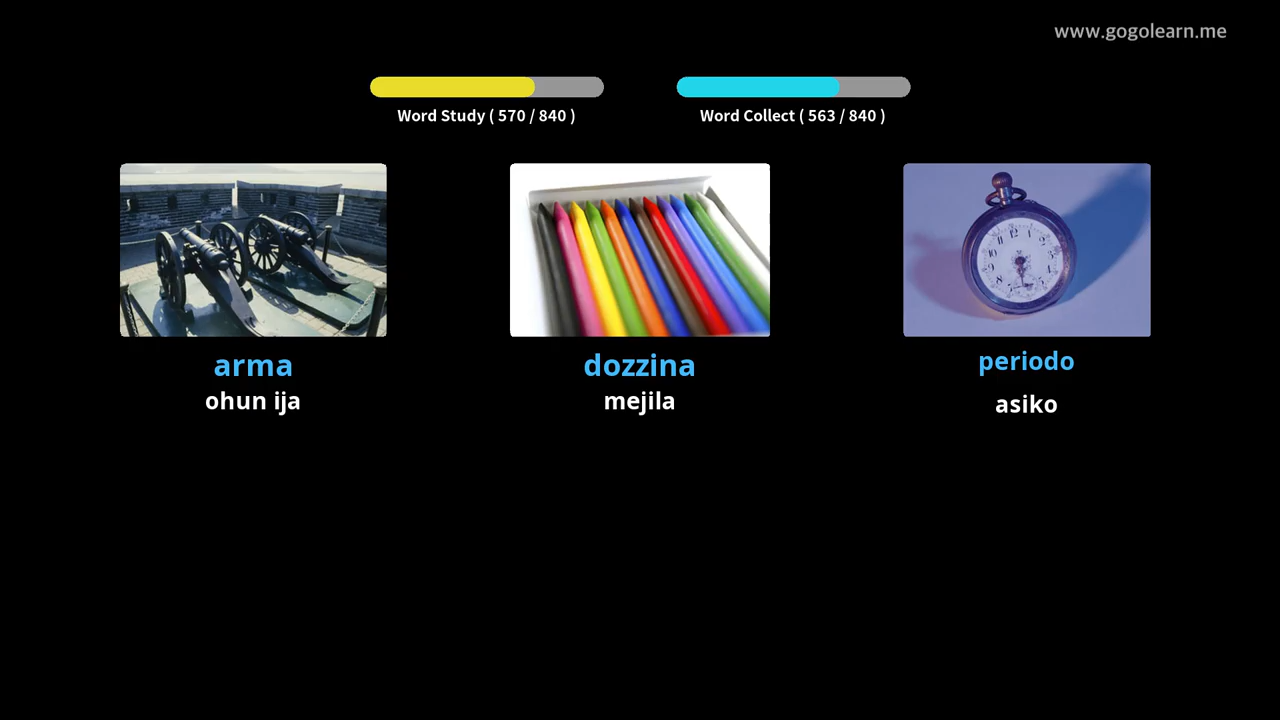 www.gogolearn.me
Word Study ( 570 / 840 )
Word Collect ( 563 / 840 )
arma
ohun ija
dozzina
mejila
periodo
asiko